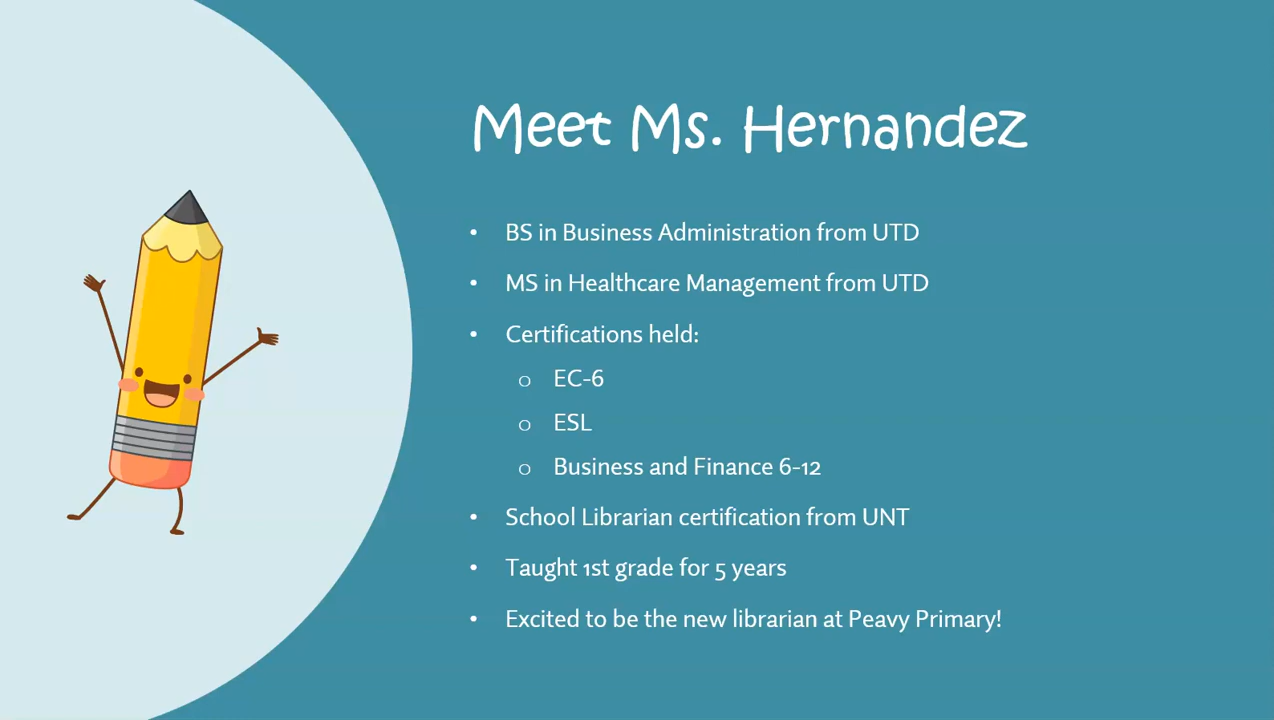 Meet Ms. Hernandez
• BS in Business Administration from UTD
• MS in Healthcare Management from UTD
• Certifications held:
o EC-6
o ESL
o Business and Finance 6-12
• School Librarian certification from UNT
• Taught 1st grade for 5 years
• Excited to be the new librarian at Peavy Primary!